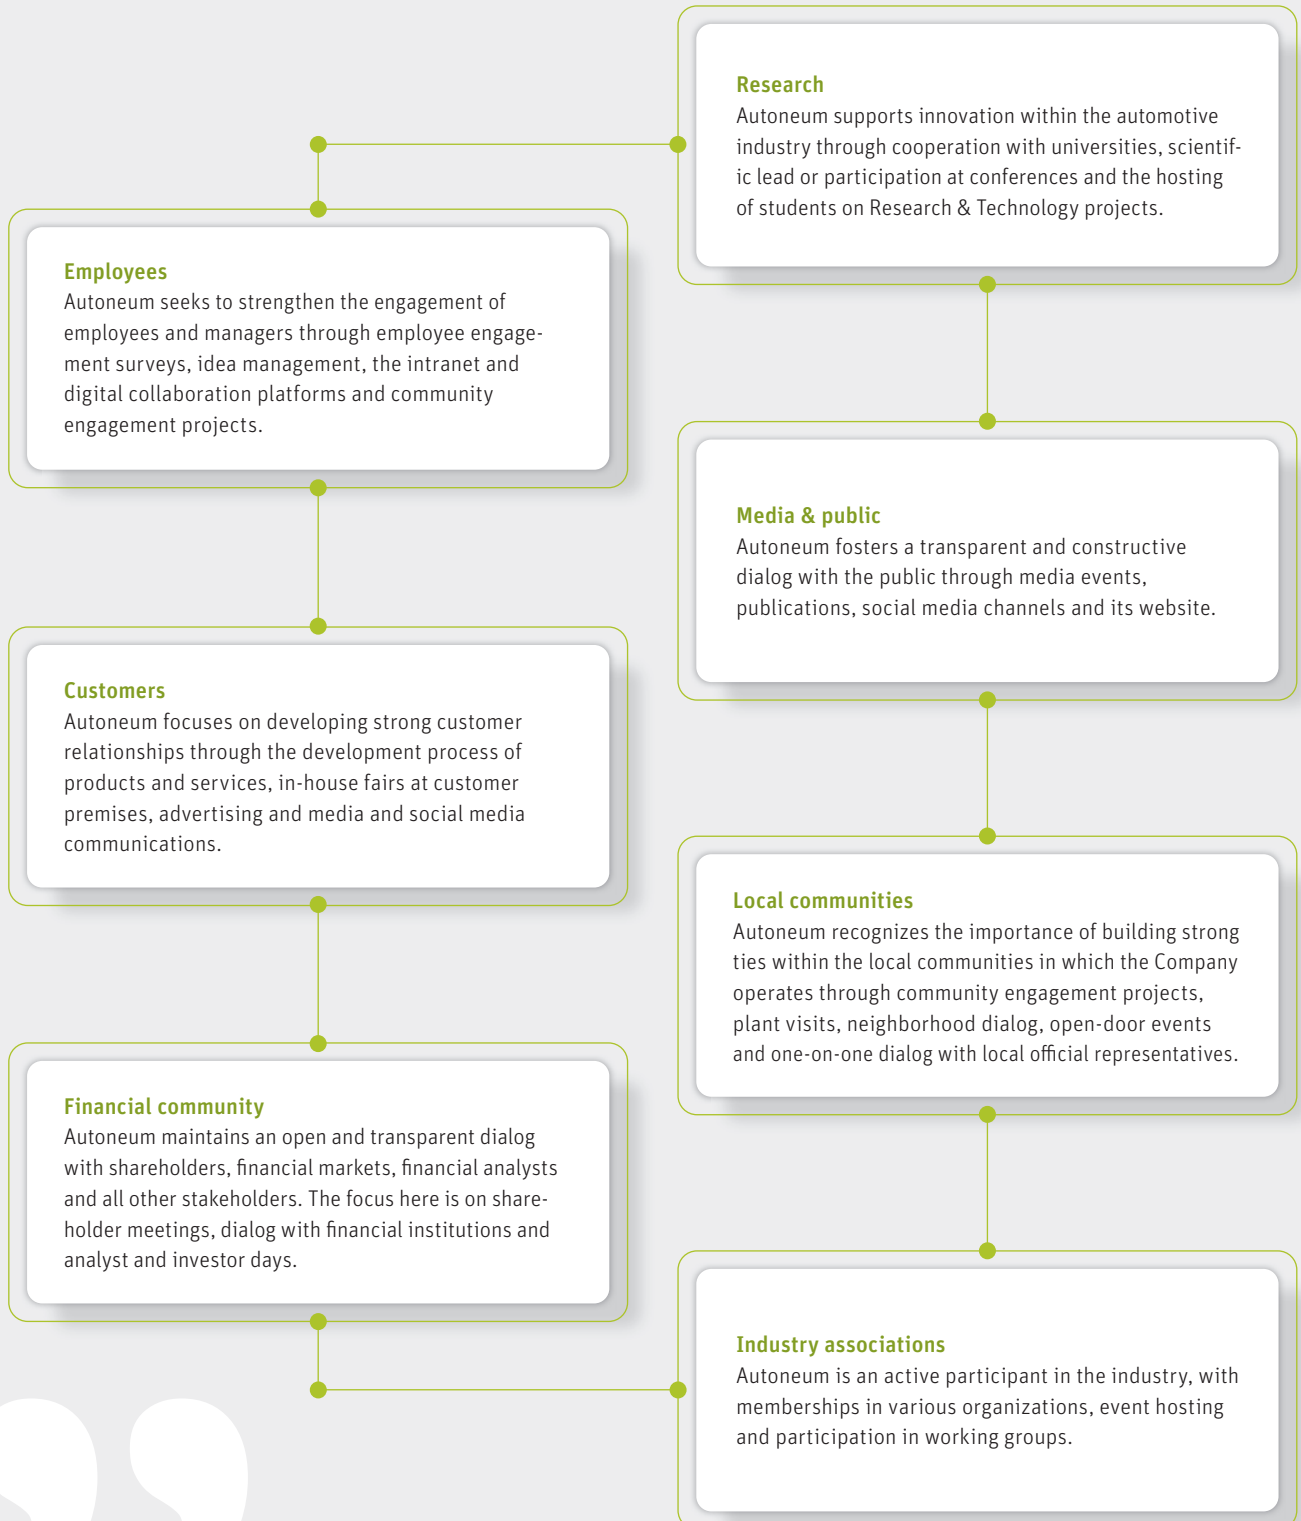 Research
Autoneum supports innovation within the automotive
industry through cooperation with universities, scientif-
ic lead or participation at conferences and the hosting
of students on Research & Technology projects.
Employees
Autoneum seeks to strengthen the engagement of
employees and managers through employee engage-
ment surveys, idea management, the intranet and
digital collaboration platforms and community
engagement projects.
Media & public
Autoneum fosters a transparent and constructive
dialog with the public through media events,
publications, social media channels and its website.
Customers
Autoneum focuses on developing strong customer
relationships through the development process of
products and services, in-house fairs at customer
premises, advertising and media and social media
communications.
Local communities
Autoneum recognizes the importance of building strong
ties within the local communities in which the Company
operates through community engagement projects,
plant visits, neighborhood dialog, open-door events
and one-on-one dialog with local official representatives.
Financial community
Autoneum maintains an open and transparent dialog
with shareholders, financial markets, financial analysts
and all other stakeholders. The focus here is on share-
holder meetings, dialog with financial institutions and
analyst and investor days.
Industry associations
Autoneum is an active participant in the industry, with
memberships in various organizations, event hosting
and participation in working groups.